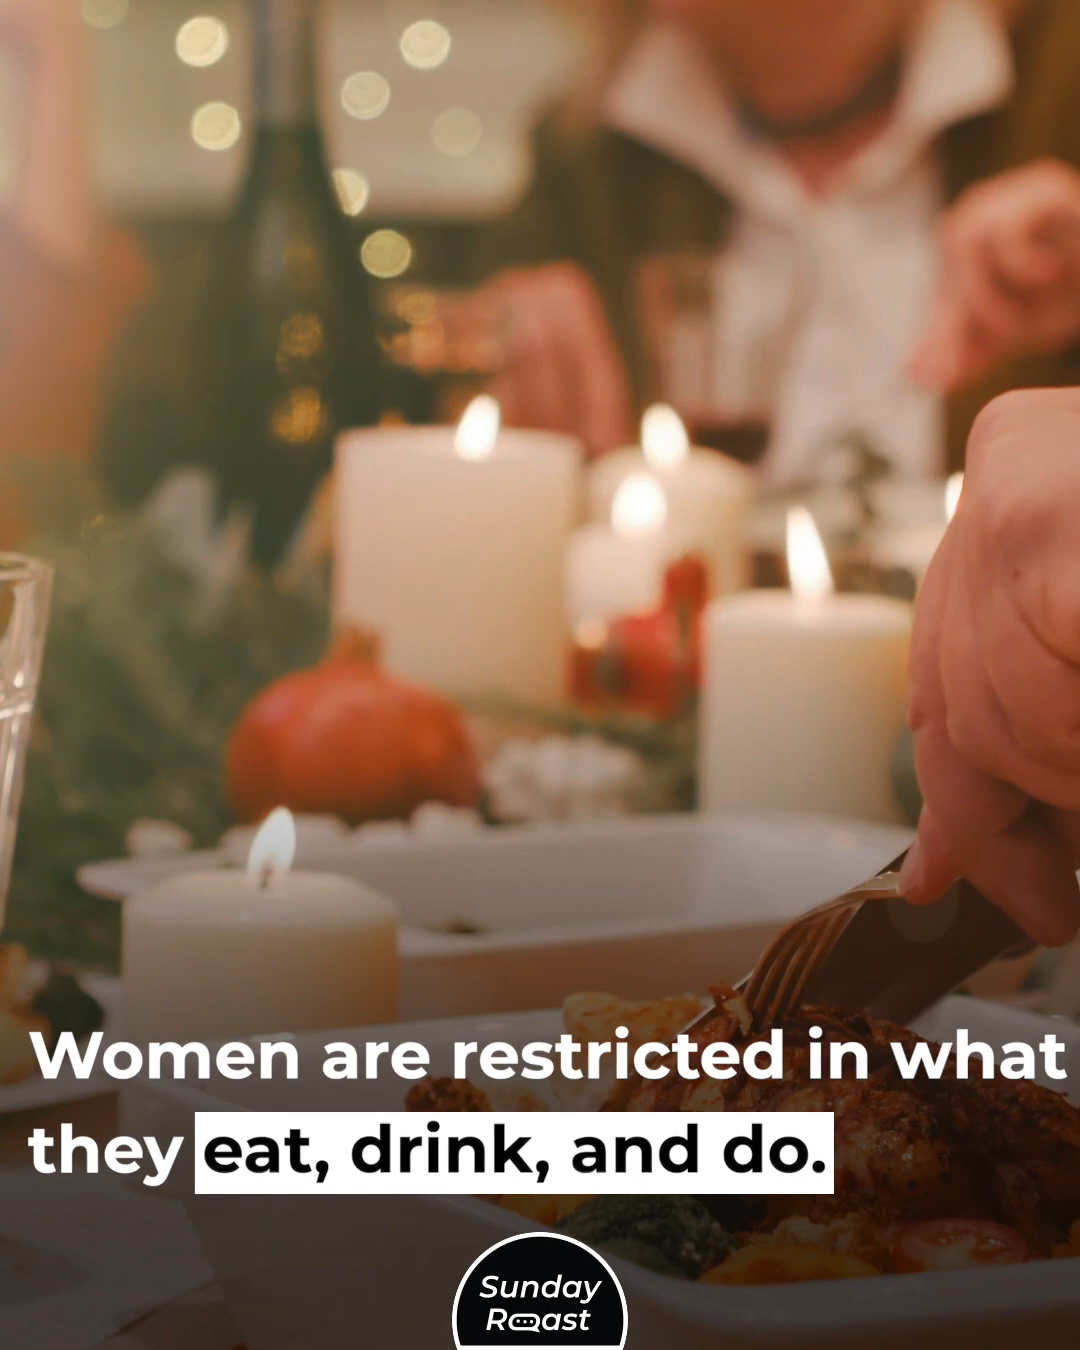 Women are restricted in what
they eat, drink, and do.
Sunday
Roast